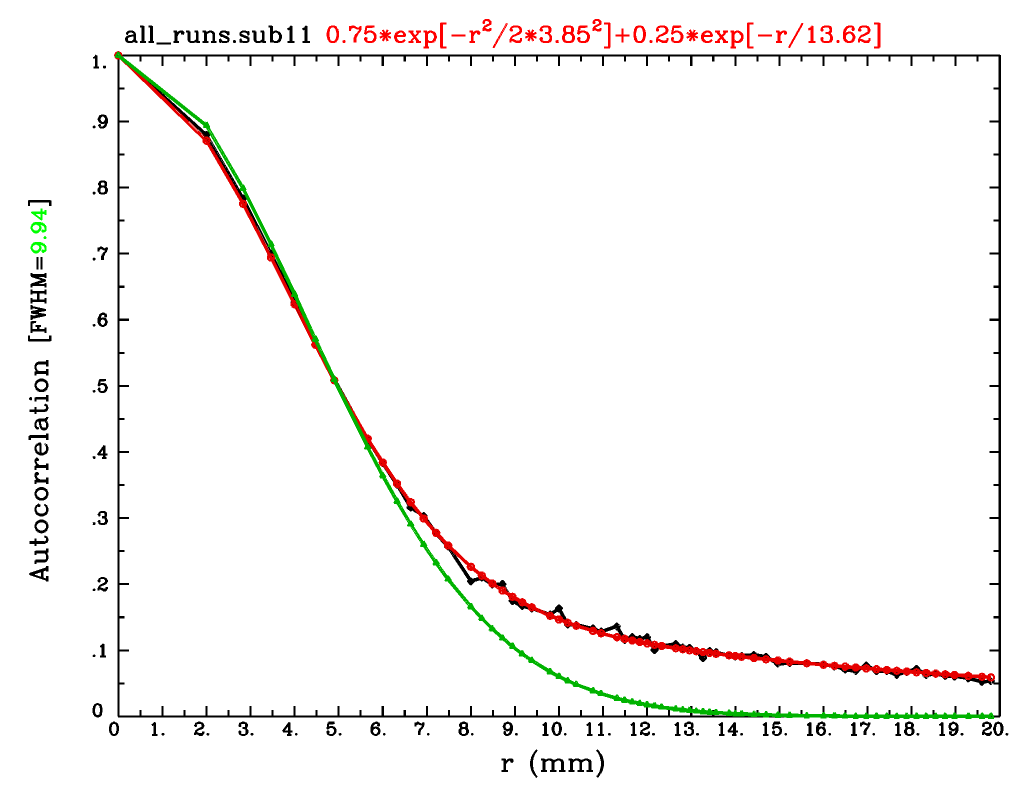 all_runs.sub11 0.75*exp[-r²/2*3.85²]+0.25*exp[-r/13.62]
1.
.9
.8
.7
.6
.5
.4
.3
.2
.1
0
Autocorrelation [FWHM=9.94]
0. 1. 2. 3. 4. 5. 6. 7. 8. 9. 10. 11. 12. 13. 14. 15. 16. 17. 18. 19. 20.
r (mm)